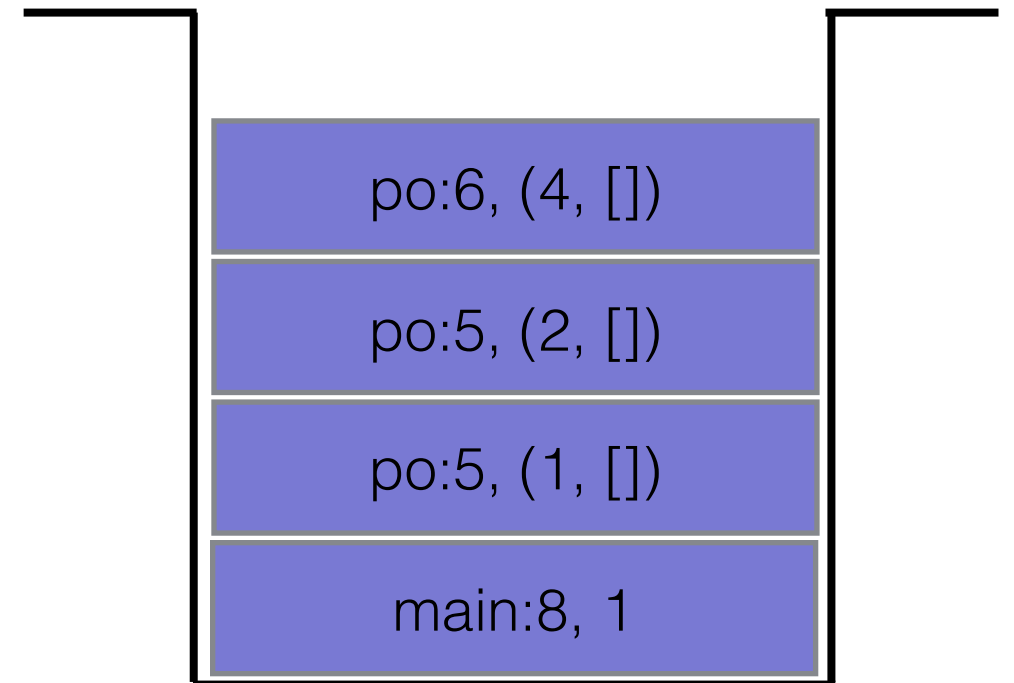 po:6, (4, [])
po:5, (2, [])
po:5, (1, [])
main:8, 1